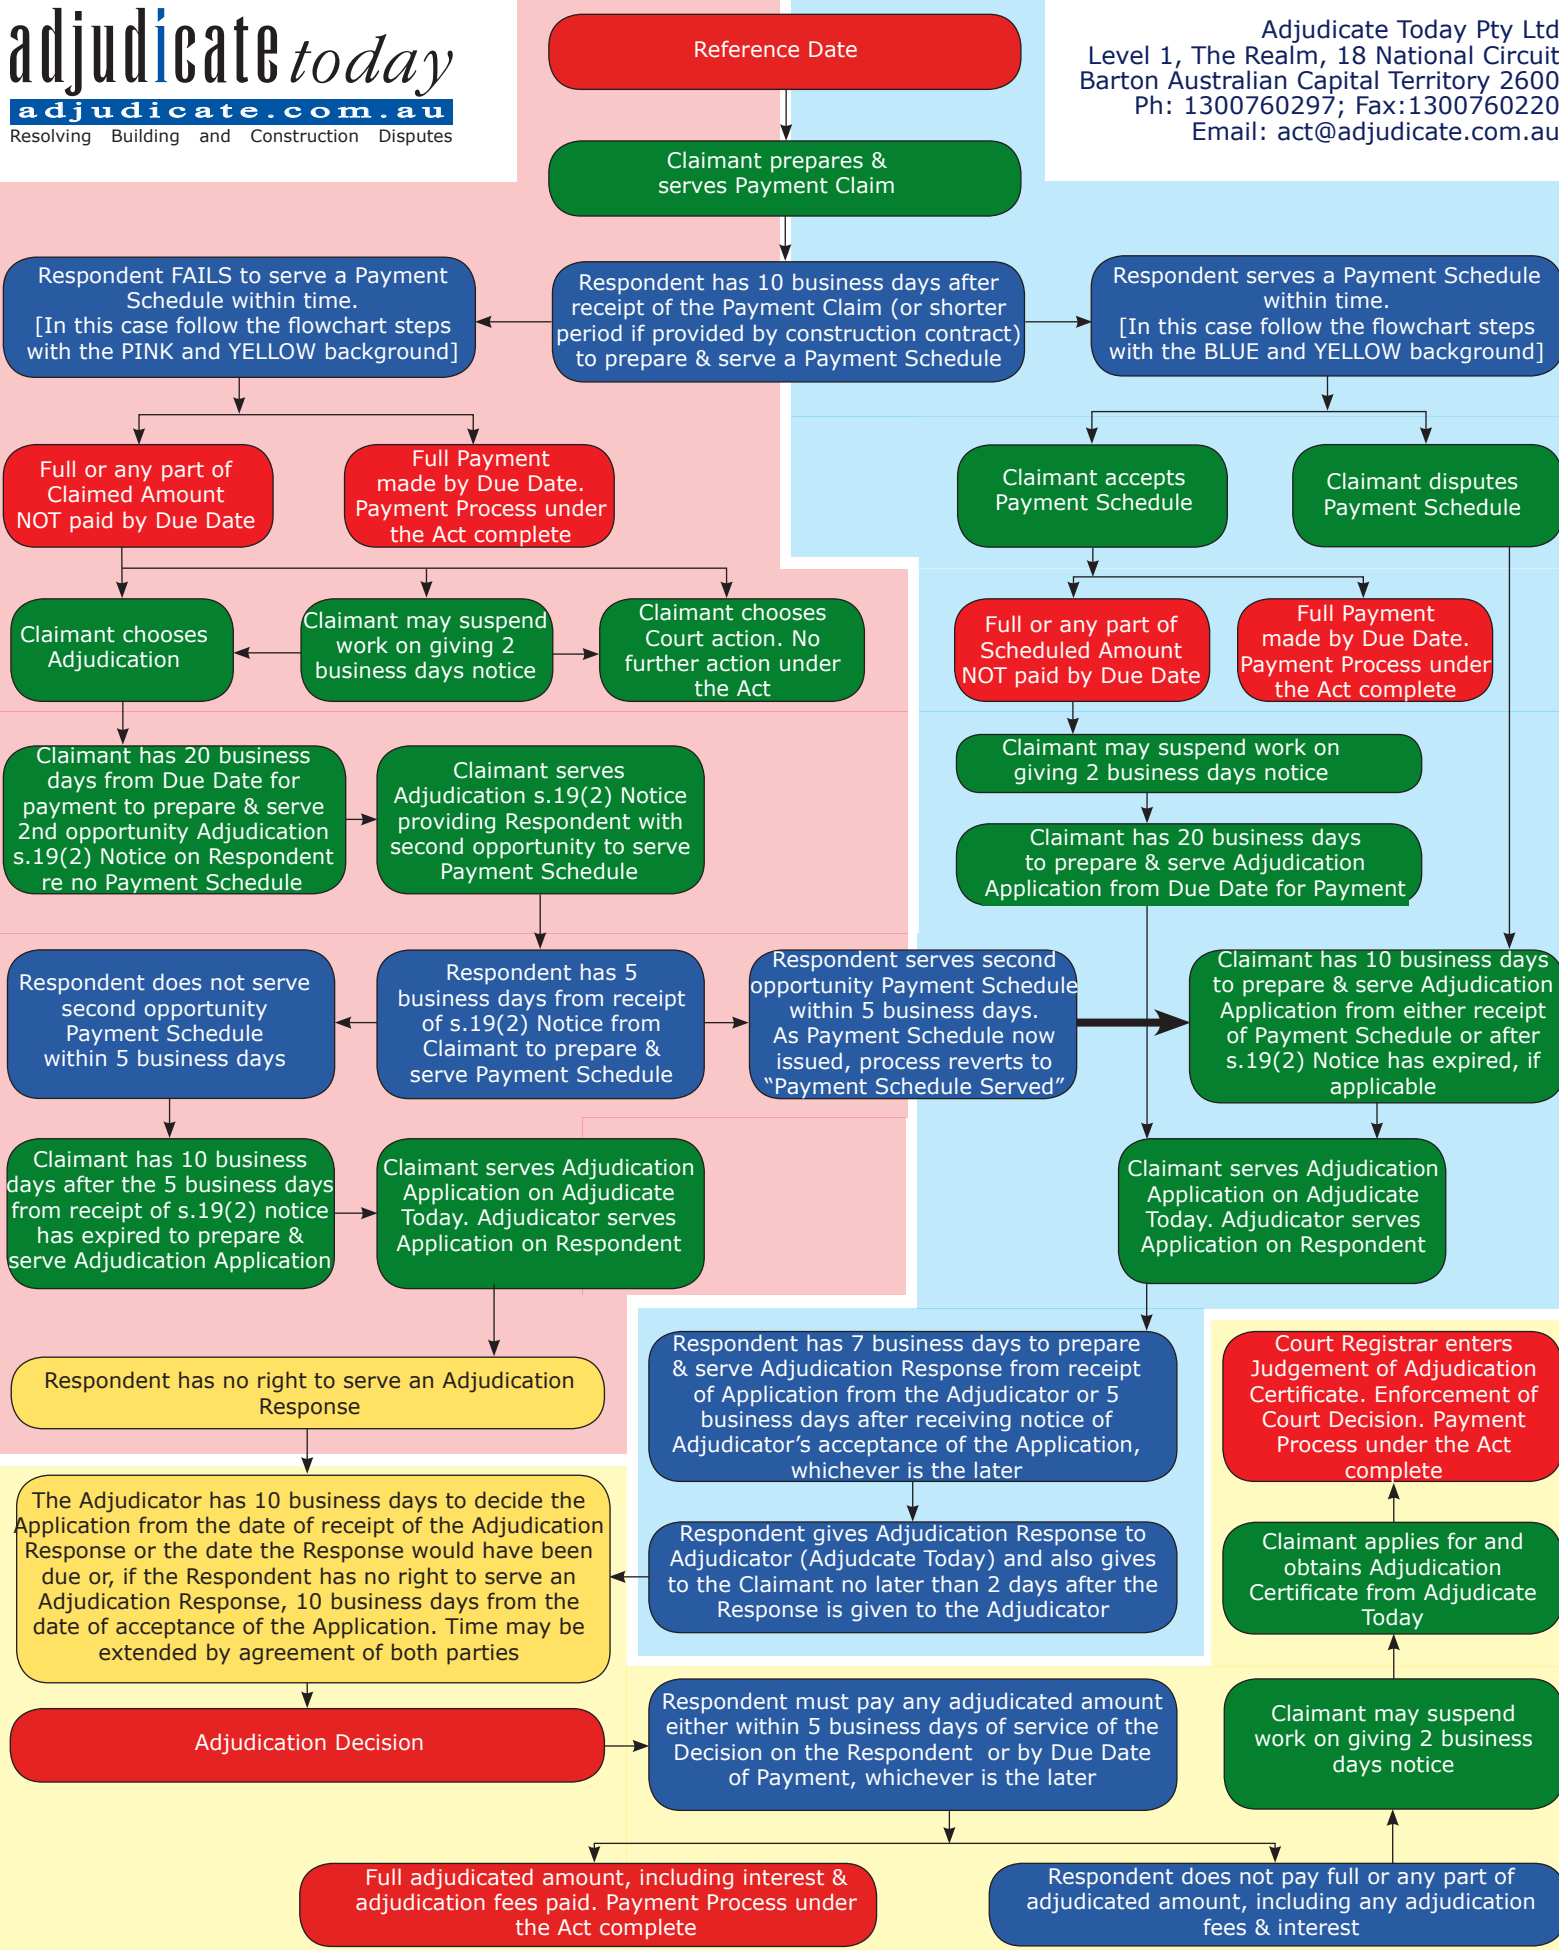 adjudicate today
adjudicate.com.au
Resolving Building and Construction Disputes
Adjudicate Today Pty Ltd
Level 1, The Realm, 18 National Circuit
Barton Australian Capital Territory 2600
Ph: 1300760297; Fax:1300760220
Email: act@adjudicate.com.au
Reference Date
Claimant prepares &
serves Payment Claim
Respondent FAILS to serve a Payment
Schedule within time.
[In this case follow the flowchart steps
with the PINK and YELLOW background]
Respondent has 10 business days after
receipt of the Payment Claim (or shorter
period if provided by construction contract)
to prepare & serve a Payment Schedule
Respondent serves a Payment Schedule
within time.
[In this case follow the flowchart steps
with the BLUE and YELLOW background]
Full or any part of
Claimed Amount
NOT paid by Due Date
Full Payment
made by Due Date.
Payment Process under
the Act complete
Claimant accepts
Payment Schedule
Claimant disputes
Payment Schedule
Claimant chooses
Adjudication
Claimant may suspend
work on giving 2
business days notice
Claimant chooses
Court action. No
further action under
the Act
Full or any part of
Scheduled Amount
NOT paid by Due Date
Full Payment
made by Due Date.
Payment Process under
the Act complete
Claimant has 20 business
days from Due Date for
payment to prepare & serve
2nd opportunity Adjudication
s.19(2) Notice on Respondent
re no Payment Schedule
Claimant serves
Adjudication s.19(2) Notice
providing Respondent with
second opportunity to serve
Payment Schedule
Claimant may suspend work on
giving 2 business days notice
Claimant has 20 business days
to prepare & serve Adjudication
Application from Due Date for Payment
Respondent does not serve
second opportunity
Payment Schedule
within 5 business days
Respondent has 5
business days from receipt
of s.19(2) Notice from
Claimant to prepare &
serve Payment Schedule
Respondent serves second
opportunity Payment Schedule
within 5 business days.
As Payment Schedule now
issued, process reverts to
“Payment Schedule Served”
Claimant has 10 business days
to prepare & serve Adjudication
Application from either receipt
of Payment Schedule or after
s.19(2) Notice has expired, if
applicable
Claimant has 10 business
days after the 5 business days
from receipt of s.19(2) notice
has expired to prepare &
serve Adjudication Application
Claimant serves Adjudication
Application on Adjudicate
Today. Adjudicator serves
Application on Respondent
Claimant serves Adjudication
Application on Adjudicate
Today. Adjudicator serves
Application on Respondent
Respondent has no right to serve an Adjudication
Response
Respondent has 7 business days to prepare
& serve Adjudication Response from receipt
of Application from the Adjudicator or 5
business days after receiving notice of
Adjudicator’s acceptance of the Application,
whichever is the later
Court Registrar enters
Judgement of Adjudication
Certificate. Enforcement of
Court Decision. Payment
Process under the Act
complete
The Adjudicator has 10 business days to decide the
Application from the date of receipt of the Adjudication
Response or the date the Response would have been
due or, if the Respondent has no right to serve an
Adjudication Response, 10 business days from the
date of acceptance of the Application. Time may be
extended by agreement of both parties
Respondent gives Adjudication Response to
Adjudicator (Adjudcate Today) and also gives
to the Claimant no later than 2 days after the
Response is given to the Adjudicator
Claimant applies for and
obtains Adjudication
Certificate from Adjudicate
Today
Adjudication Decision
Respondent must pay any adjudicated amount
either within 5 business days of service of the
Decision on the Respondent or by Due Date
of Payment, whichever is the later
Claimant may suspend
work on giving 2 business
days notice
Full adjudicated amount, including interest &
adjudication fees paid. Payment Process under
the Act complete
Respondent does not pay full or any part of
adjudicated amount, including any adjudication
fees & interest